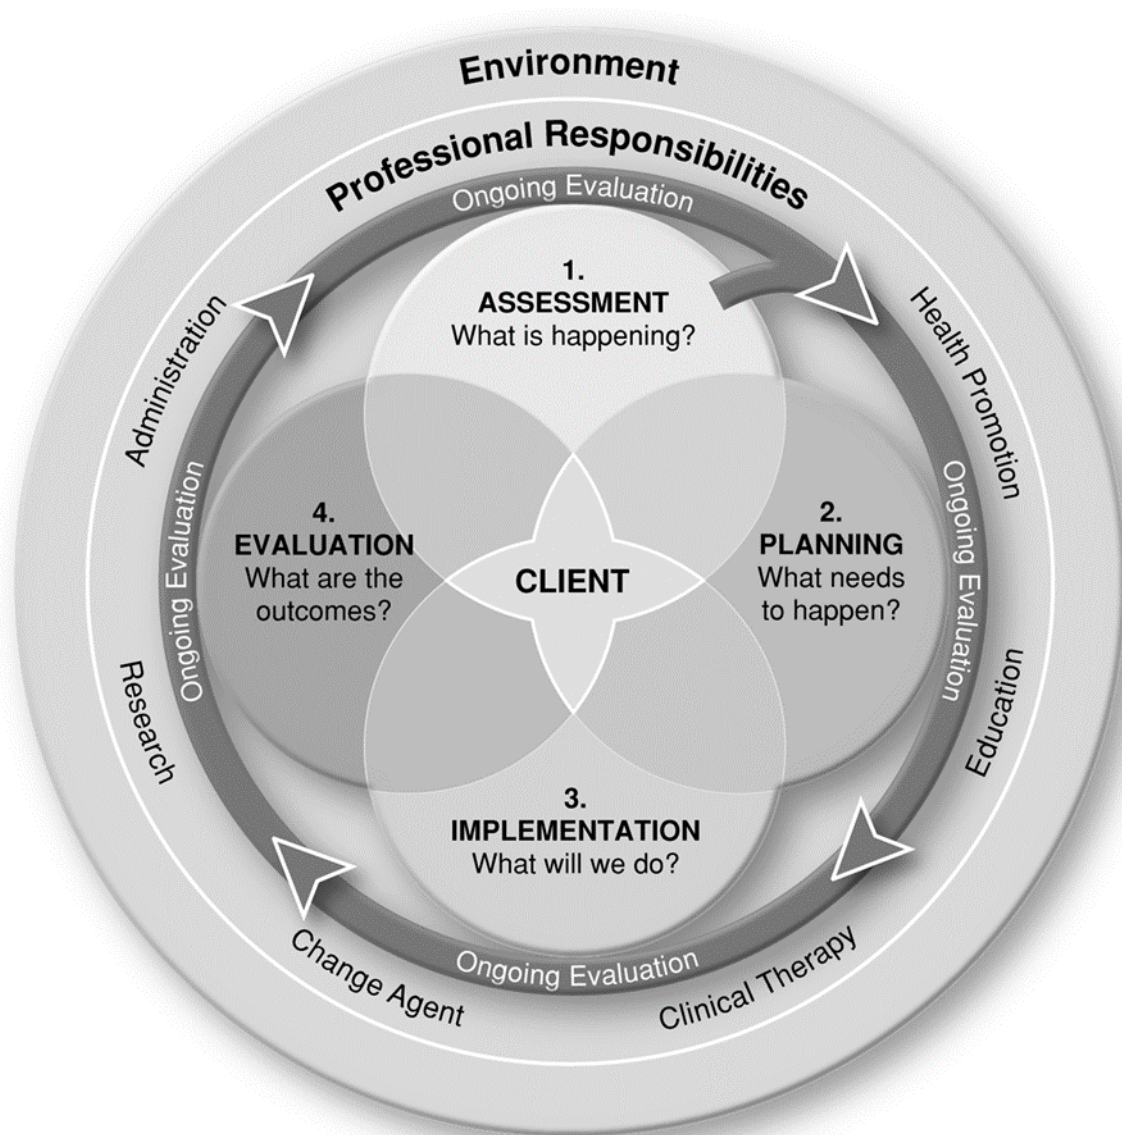 Environment
Professional Responsibilities
Ongoing Evaluation
1.
ASSESSMENT
What is happening?
Administration
Health Promotion
Ongoing Evaluation
4.
EVALUATION
What are the
outcomes?
CLIENT
2.
PLANNING
What needs
to happen?
Ongoing Evaluation
Research
Education
3.
IMPLEMENTATION
What will we do?
Ongoing Evaluation
Change Agent
Clinical Therapy